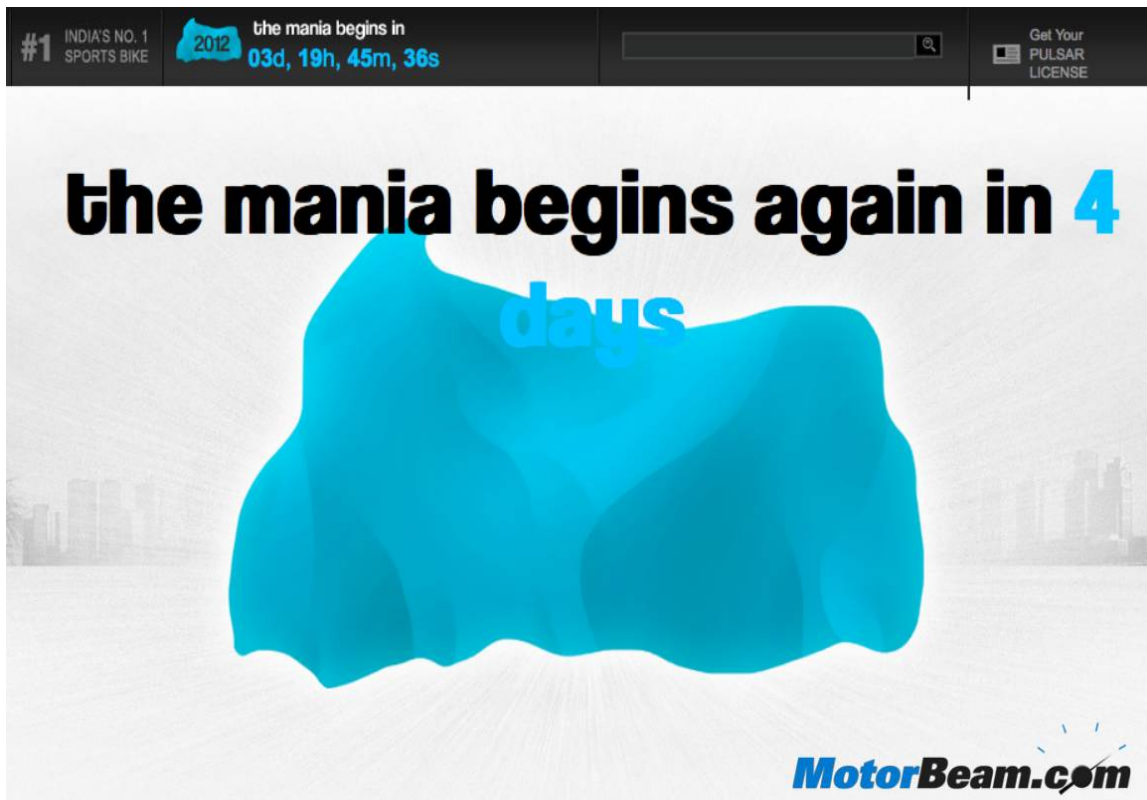 #1
INDIA'S NO. 1
SPORTS BIKE
2012
the mania begins in
03d, 19h, 45m, 36s
Get Your
PULSAR
LICENSE
the mania begins again in 4
days
MotorBeam.com